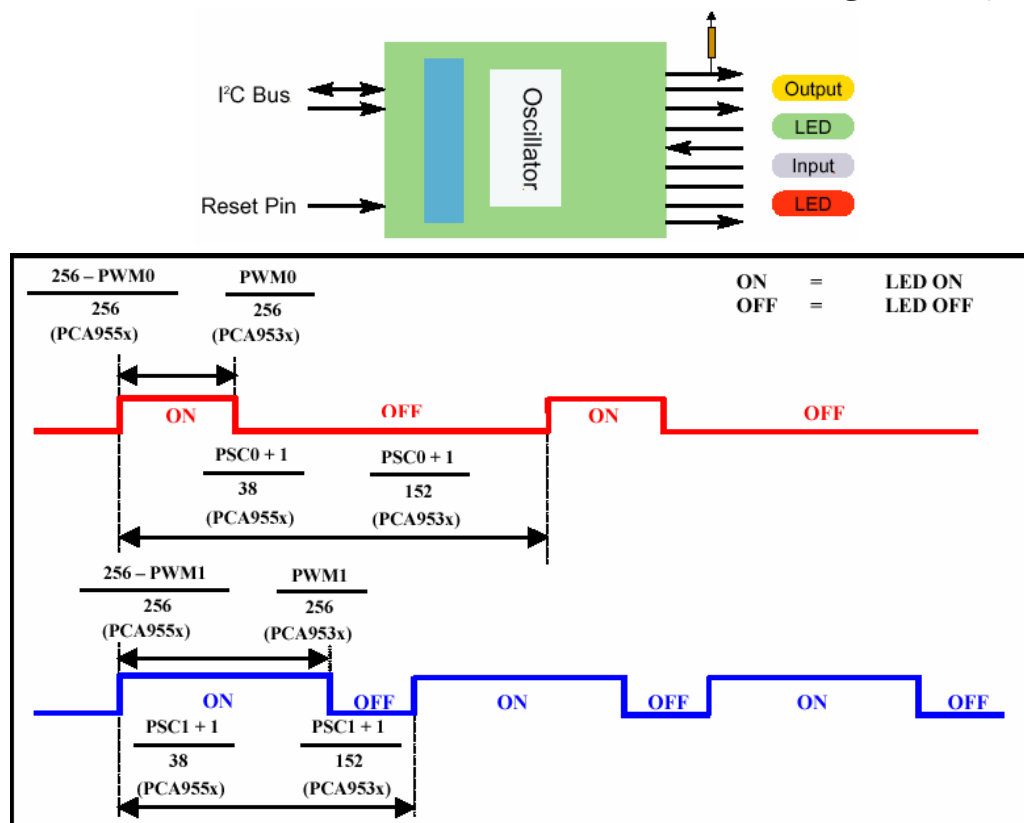 I²C Bus
Reset Pin
Oscillator
Output
LED
Input
LED
256 – PWM0
256
(PCA955x)
PWM0
256
(PCA953x)
ON = LED ON
OFF = LED OFF
ON OFF ON OFF
PSC0 + 1
38
(PCA955x)
PSC0 + 1
152
(PCA953x)
256 – PWM1
256
(PCA955x)
PWM1
256
(PCA953x)
ON OFF ON OFF ON OFF
PSC1 + 1
38
(PCA955x)
PSC1 + 1
152
(PCA953x)